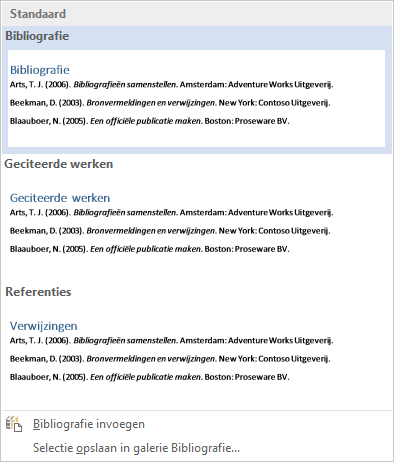 Standaard
Bibliografie
Bibliografie
Arts, T. J. (2006). Bibliografieën samenstellen. Amsterdam: Adventure Works Uitgeverij.
Beekman, D. (2003). Bronvermeldingen en verwijzingen. New York: Contoso Uitgeverij.
Blaauboer, N. (2005). Een officiële publicatie maken. Boston: Proseware BV.
Geciteerde werken
Geciteerde werken
Arts, T. J. (2006). Bibliografieën samenstellen. Amsterdam: Adventure Works Uitgeverij.
Beekman, D. (2003). Bronvermeldingen en verwijzingen. New York: Contoso Uitgeverij.
Blaauboer, N. (2005). Een officiële publicatie maken. Boston: Proseware BV.
Referenties
Verwijzingen
Arts, T. J. (2006). Bibliografieën samenstellen. Amsterdam: Adventure Works Uitgeverij.
Beekman, D. (2003). Bronvermeldingen en verwijzingen. New York: Contoso Uitgeverij.
Blaauboer, N. (2005). Een officiële publicatie maken. Boston: Proseware BV.
Bibliografie invoegen
Selectie opslaan in galerie Bibliografie...